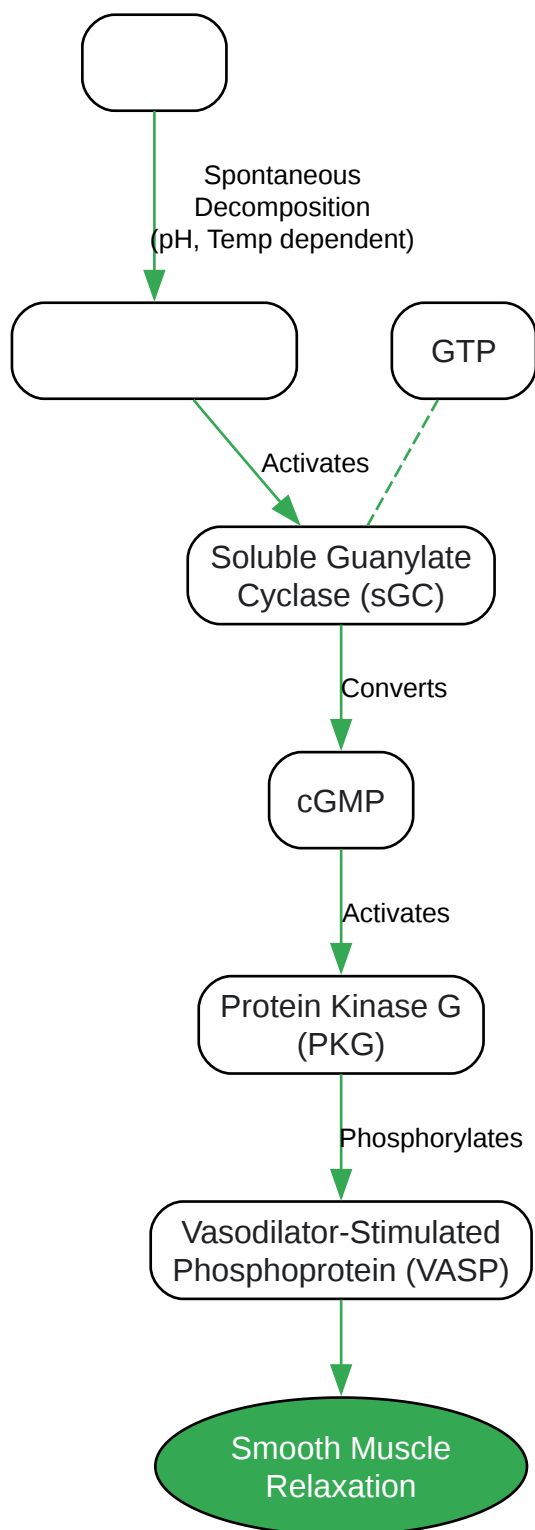 Spontaneous
Decomposition
(pH, Temp dependent)
GTP
Activates
Soluble Guanylate
Cyclase (sGC)
Converts
cGMP
Activates
Protein Kinase G
(PKG)
Phosphorylates
Vasodilator-Stimulated
Phosphoprotein (VASP)
Smooth Muscle
Relaxation